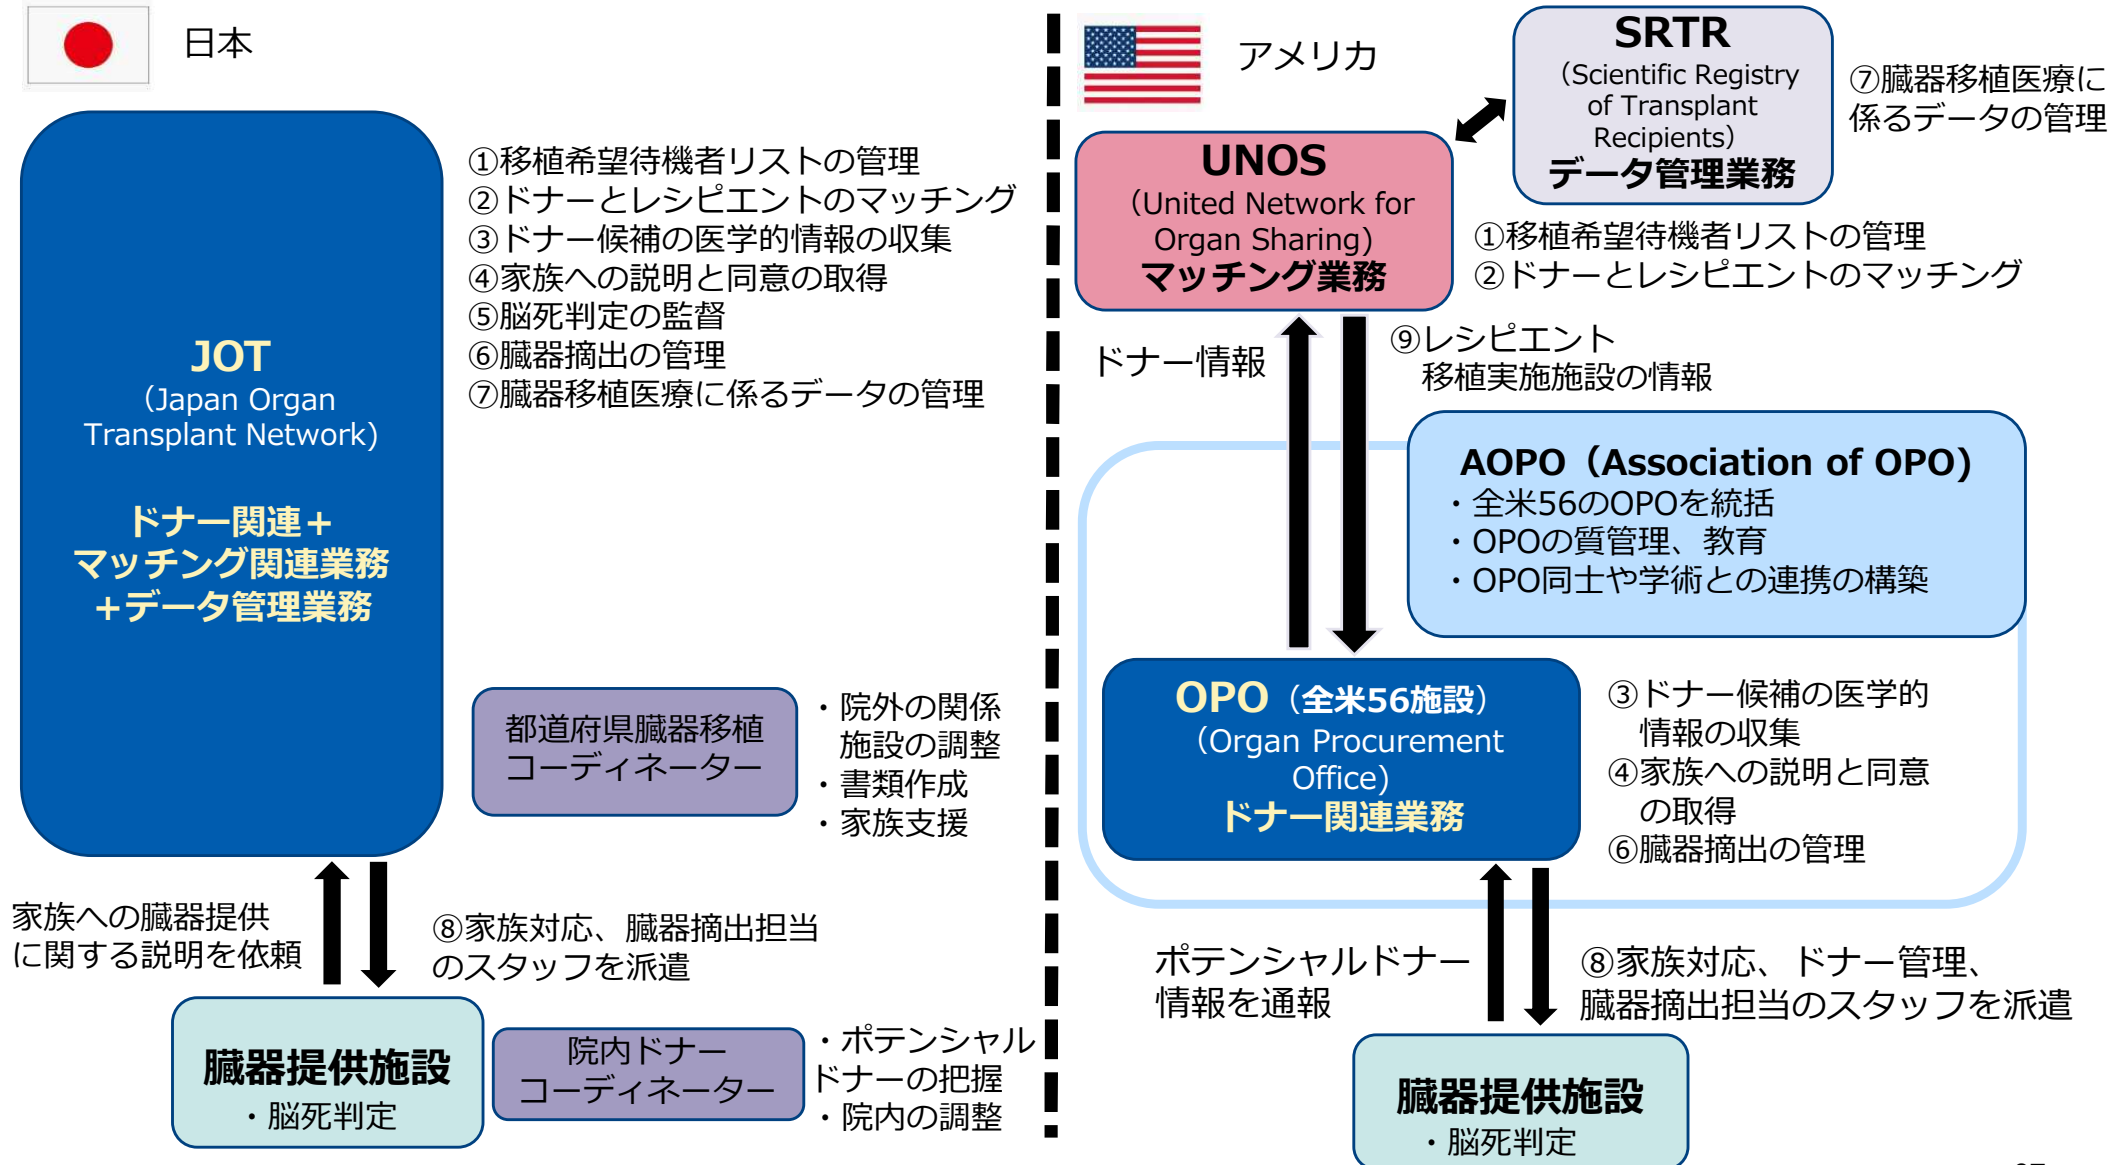 日本
JOT
（Japan Organ
Transplant Network）
ドナー関連＋
マッチング関連業務
＋データ管理業務
①移植希望待機者リストの管理
②ドナーとレシピエントのマッチング
③ドナー候補の医学的情報の収集
④家族への説明と同意の取得
⑤脳死判定の監督
⑥臓器摘出の管理
⑦臓器移植医療に係るデータの管理
都道府県臓器移植
コーディネーター
・院外の関係
施設の調整
・書類作成
・家族支援
家族への臓器提供
に関する説明を依頼
⑧家族対応、臓器摘出担当
のスタッフを派遣
臓器提供施設
・脳死判定
院内ドナー
コーディネーター
・ポテンシャル
ドナーの把握
・院内の調整
アメリカ
SRTR
（Scientific Registry
of Transplant
Recipients）
データ管理業務
⑦臓器移植医療に
係るデータの管理
UNOS
（United Network for
Organ Sharing）
マッチング業務
①移植希望待機者リストの管理
②ドナーとレシピエントのマッチング
ドナー情報
⑨レシピエント
移植実施施設の情報
AOPO（Association of OPO）
・全米56のOPOを統括
・OPOの質管理、教育
・OPO同士や学術との連携の構築
OPO（全米56施設）
（Organ Procurement
Office）
ドナー関連業務
③ドナー候補の医学的
情報の収集
④家族への説明と同意
の取得
⑥臓器摘出の管理
ポテンシャルドナー
情報を通報
⑧家族対応、ドナー管理、
臓器摘出担当のスタッフを派遣
臓器提供施設
・脳死判定